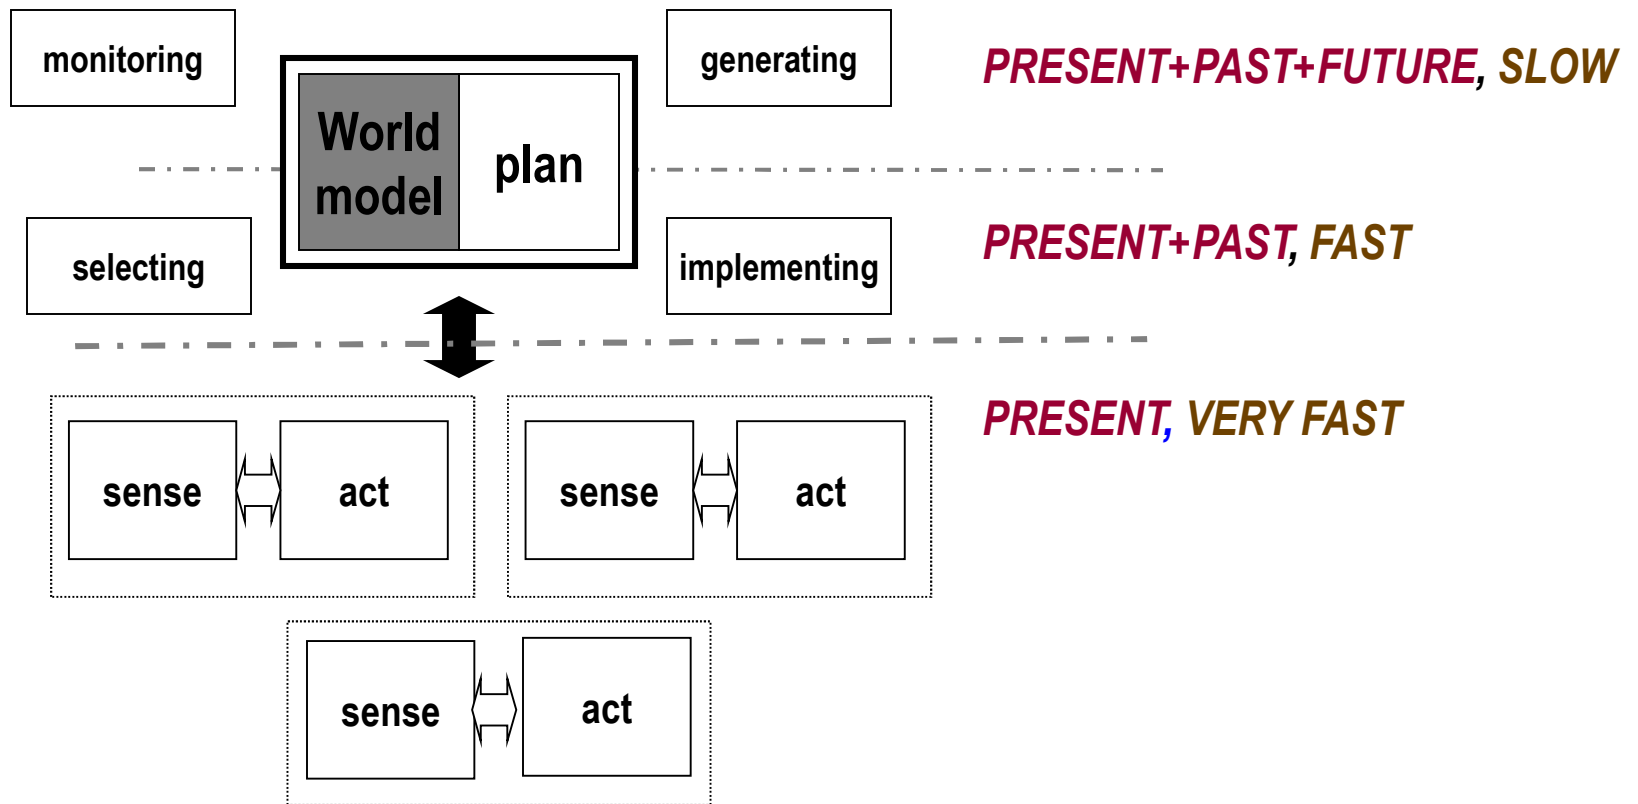 monitoring
generating
PRESENT+PAST+FUTURE, SLOW
World
model
plan
selecting
implementing
PRESENT+PAST, FAST
PRESENT, VERY FAST
sense
act
sense
act
sense
act